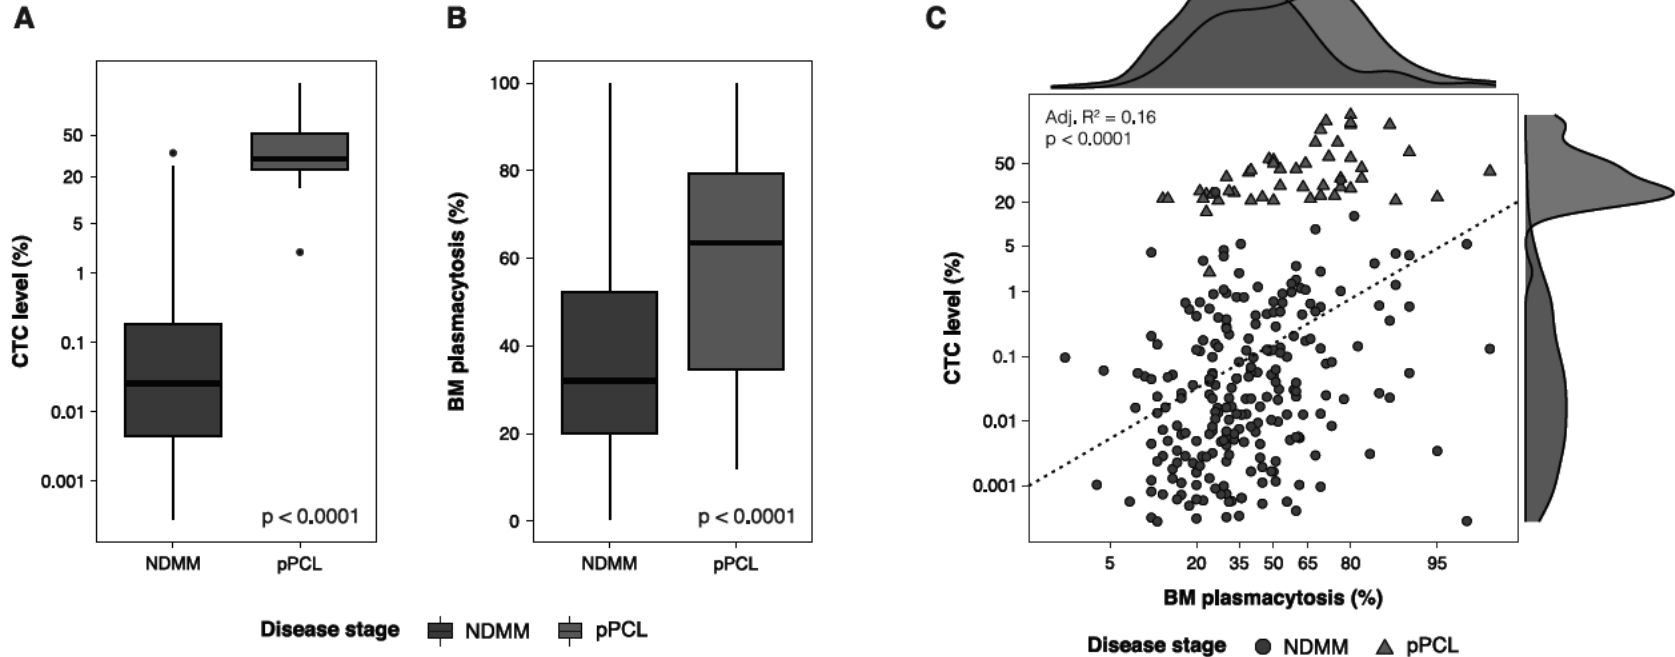 A
CTC level (%)
50
20
5
1
0.1
0.01
0.001
p < 0.0001
NDMM pPCL
B
BM plasmacytosis (%)
100
80
60
40
20
0
p < 0.0001
NDMM pPCL
Disease stage NDMM pPCL
C
Adj. R² = 0.16
p < 0.0001
CTC level (%)
50
20
5
1
0.1
0.01
0.001
5 20 35 50 65 80 95
BM plasmacytosis (%)
Disease stage NDMM pPCL